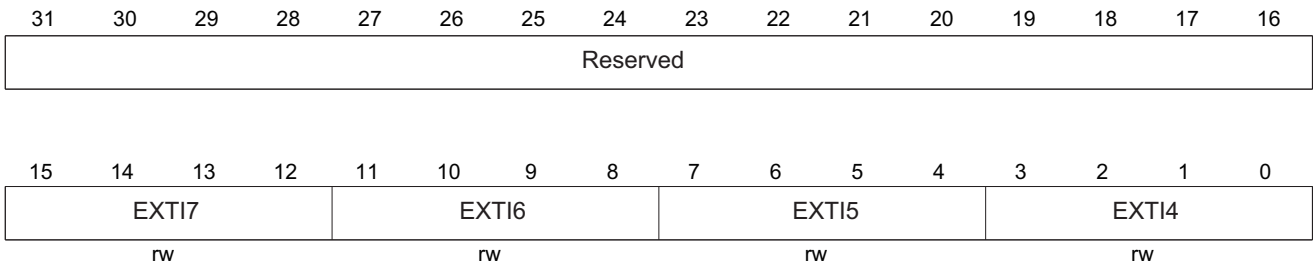 31 30 29 28 27 26 25 24 23 22 21 20 19 18 17 16
Reserved
15 14 13 12 11 10 9 8 7 6 5 4 3 2 1 0
EXTI7 EXTI6 EXTI5 EXTI4
rw rw rw rw